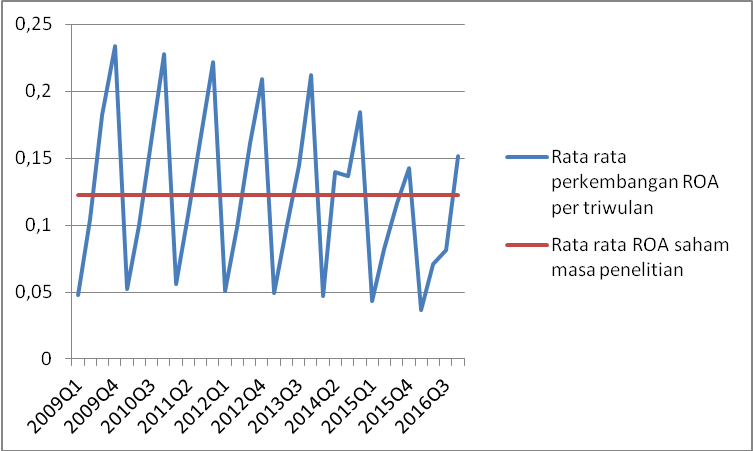 0,25
0,2
0,15
0,1
0,05
0
2009Q1
2009Q4
2010Q3
2011Q2
2012Q1
2012Q4
2013Q3
2014Q2
2015Q1
2015Q4
2016Q3
Rata rata
perkembangan ROA
per triwulan
Rata rata ROA saham
masa penelitian